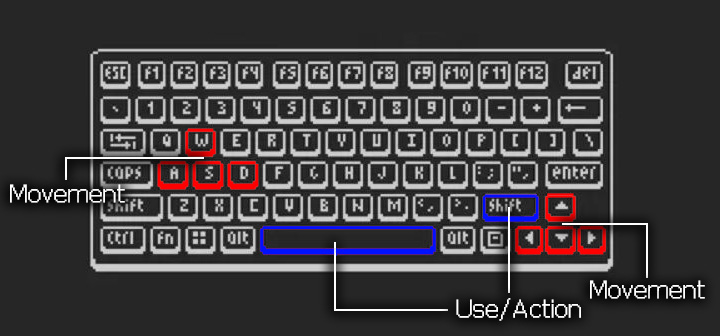 ESC f1 f2 f3 f4 f5 f6 f7 f8 f9 f10 f11 f12 del
` 1 2 3 4 5 6 7 8 9 0 - +
Q W E R T Y U I O P [ ] \
Caps A S D F G H J K L ; : " , enter
Movement
Shift Z X C V B N M < , > . Shift
Ctrl fn Alt Alt
Movement
Use/Action